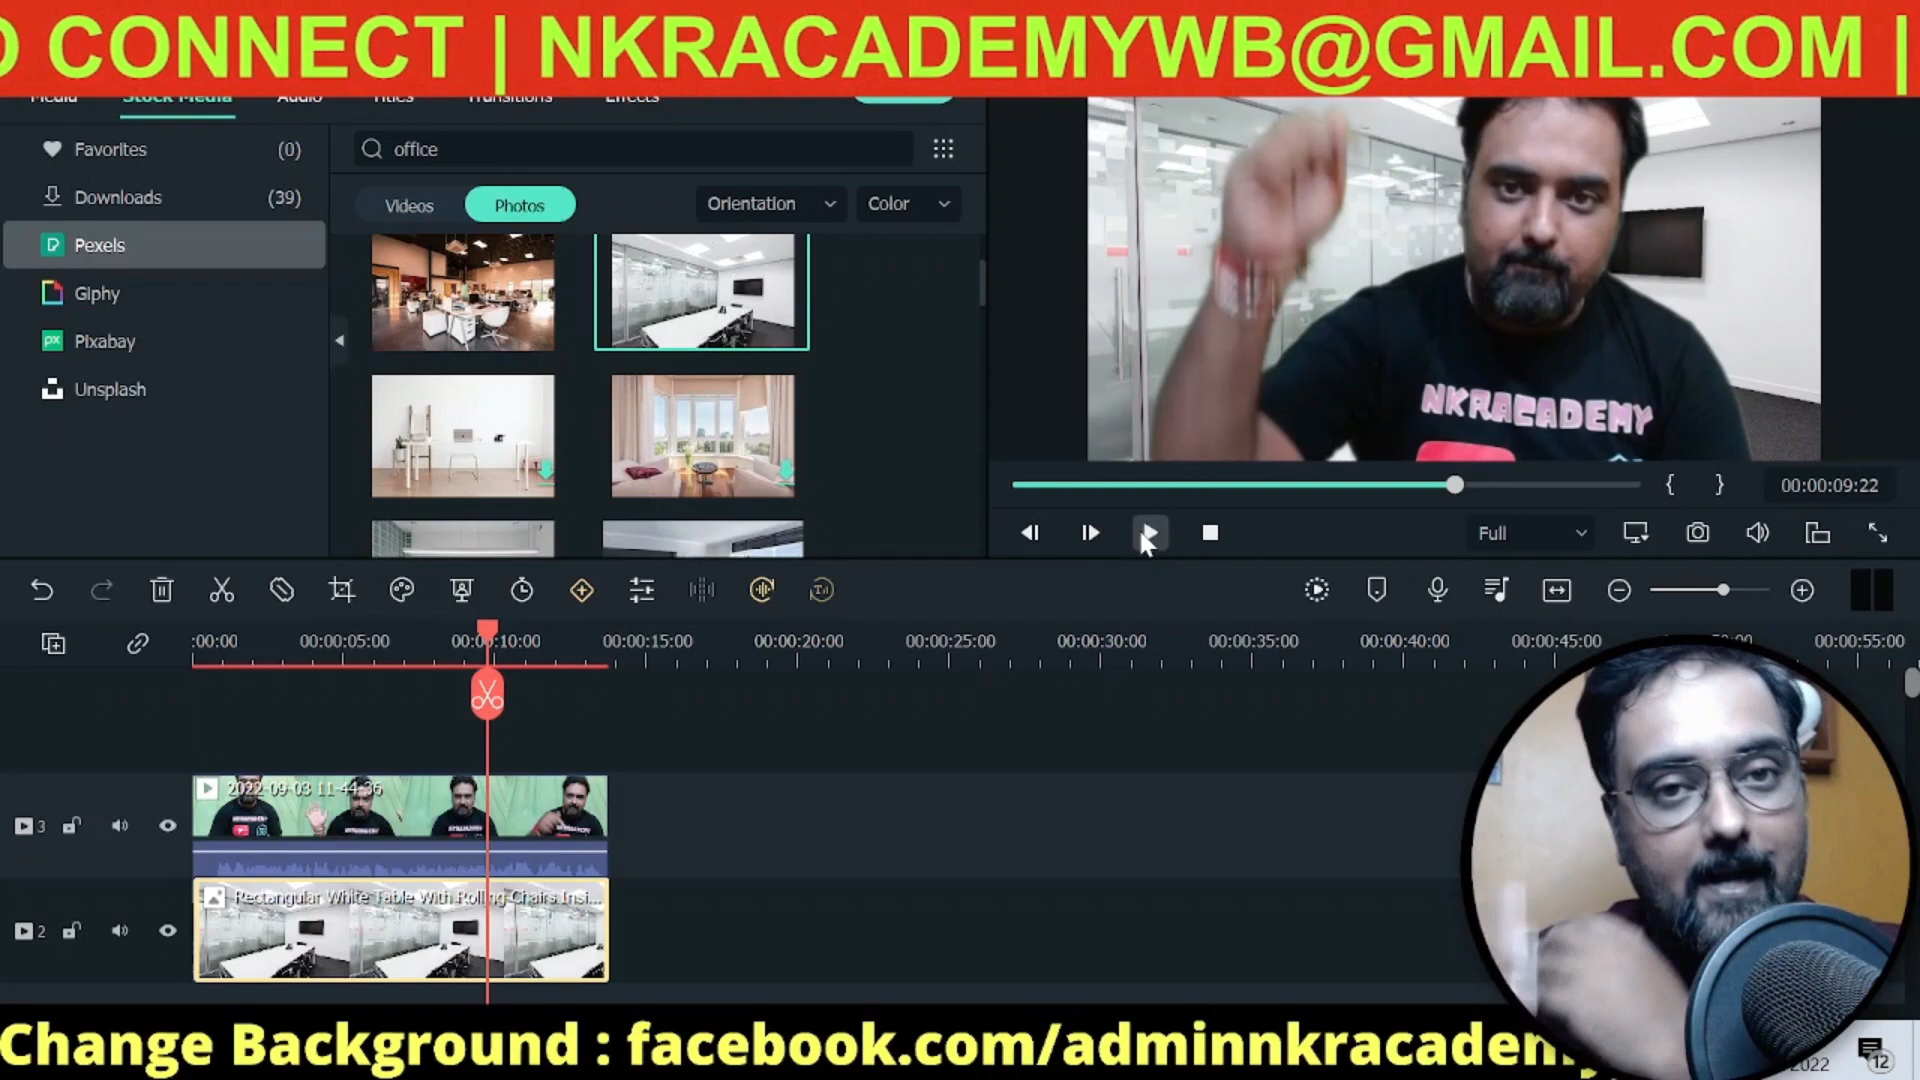 CONNECT | NKRACADEMYWB@GMAIL.COM |
Media Stock Media Audio Titles Transitions Effects
Favorites (0)
office
Downloads (39)
Videos Photos Orientation Color
Pexels
Giphy
Pixabay
Unsplash
NKRACADEMY
00:00:09:22
Full
:00:00 00:00:05:00 00:00:10:00 00:00:15:00 00:00:20:00 00:00:25:00 00:00:30:00 00:00:35:00 00:00:40:00 00:00:45:00 00:00:55:00
2022-09-03 11-44-36
3
Rectangular White Table With Rolling Chairs Insi...
2
Change Background : facebook.com/adminnkracadem
2022 12